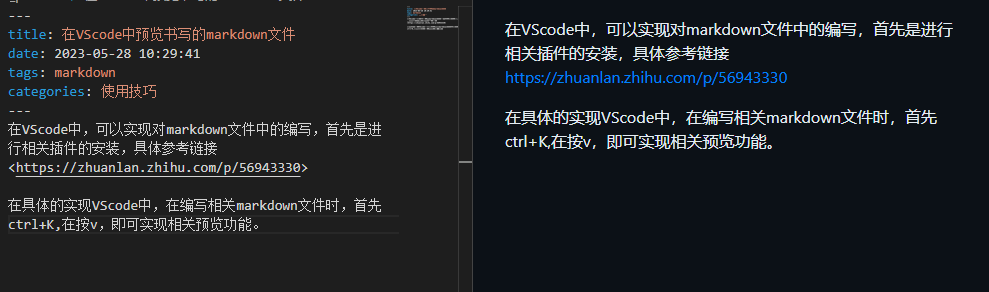 ---
title: 在VScode中预览书写的markdown文件
date: 2023-05-28 10:29:41
tags: markdown
categories: 使用技巧
---
在VScode中，可以实现对markdown文件中的编写，首先是进
行相关插件的安装，具体参考链接
<https://zhuanlan.zhihu.com/p/56943330>
在具体的实现VScode中，在编写相关markdown文件时，首先
ctrl+K,在按v，即可实现相关预览功能。
在VScode中，可以实现对markdown文件中的编写，首先是进行
相关插件的安装，具体参考链接
https://zhuanlan.zhihu.com/p/56943330
在具体的实现VScode中，在编写相关markdown文件时，首先
ctrl+K,在按v，即可实现相关预览功能。